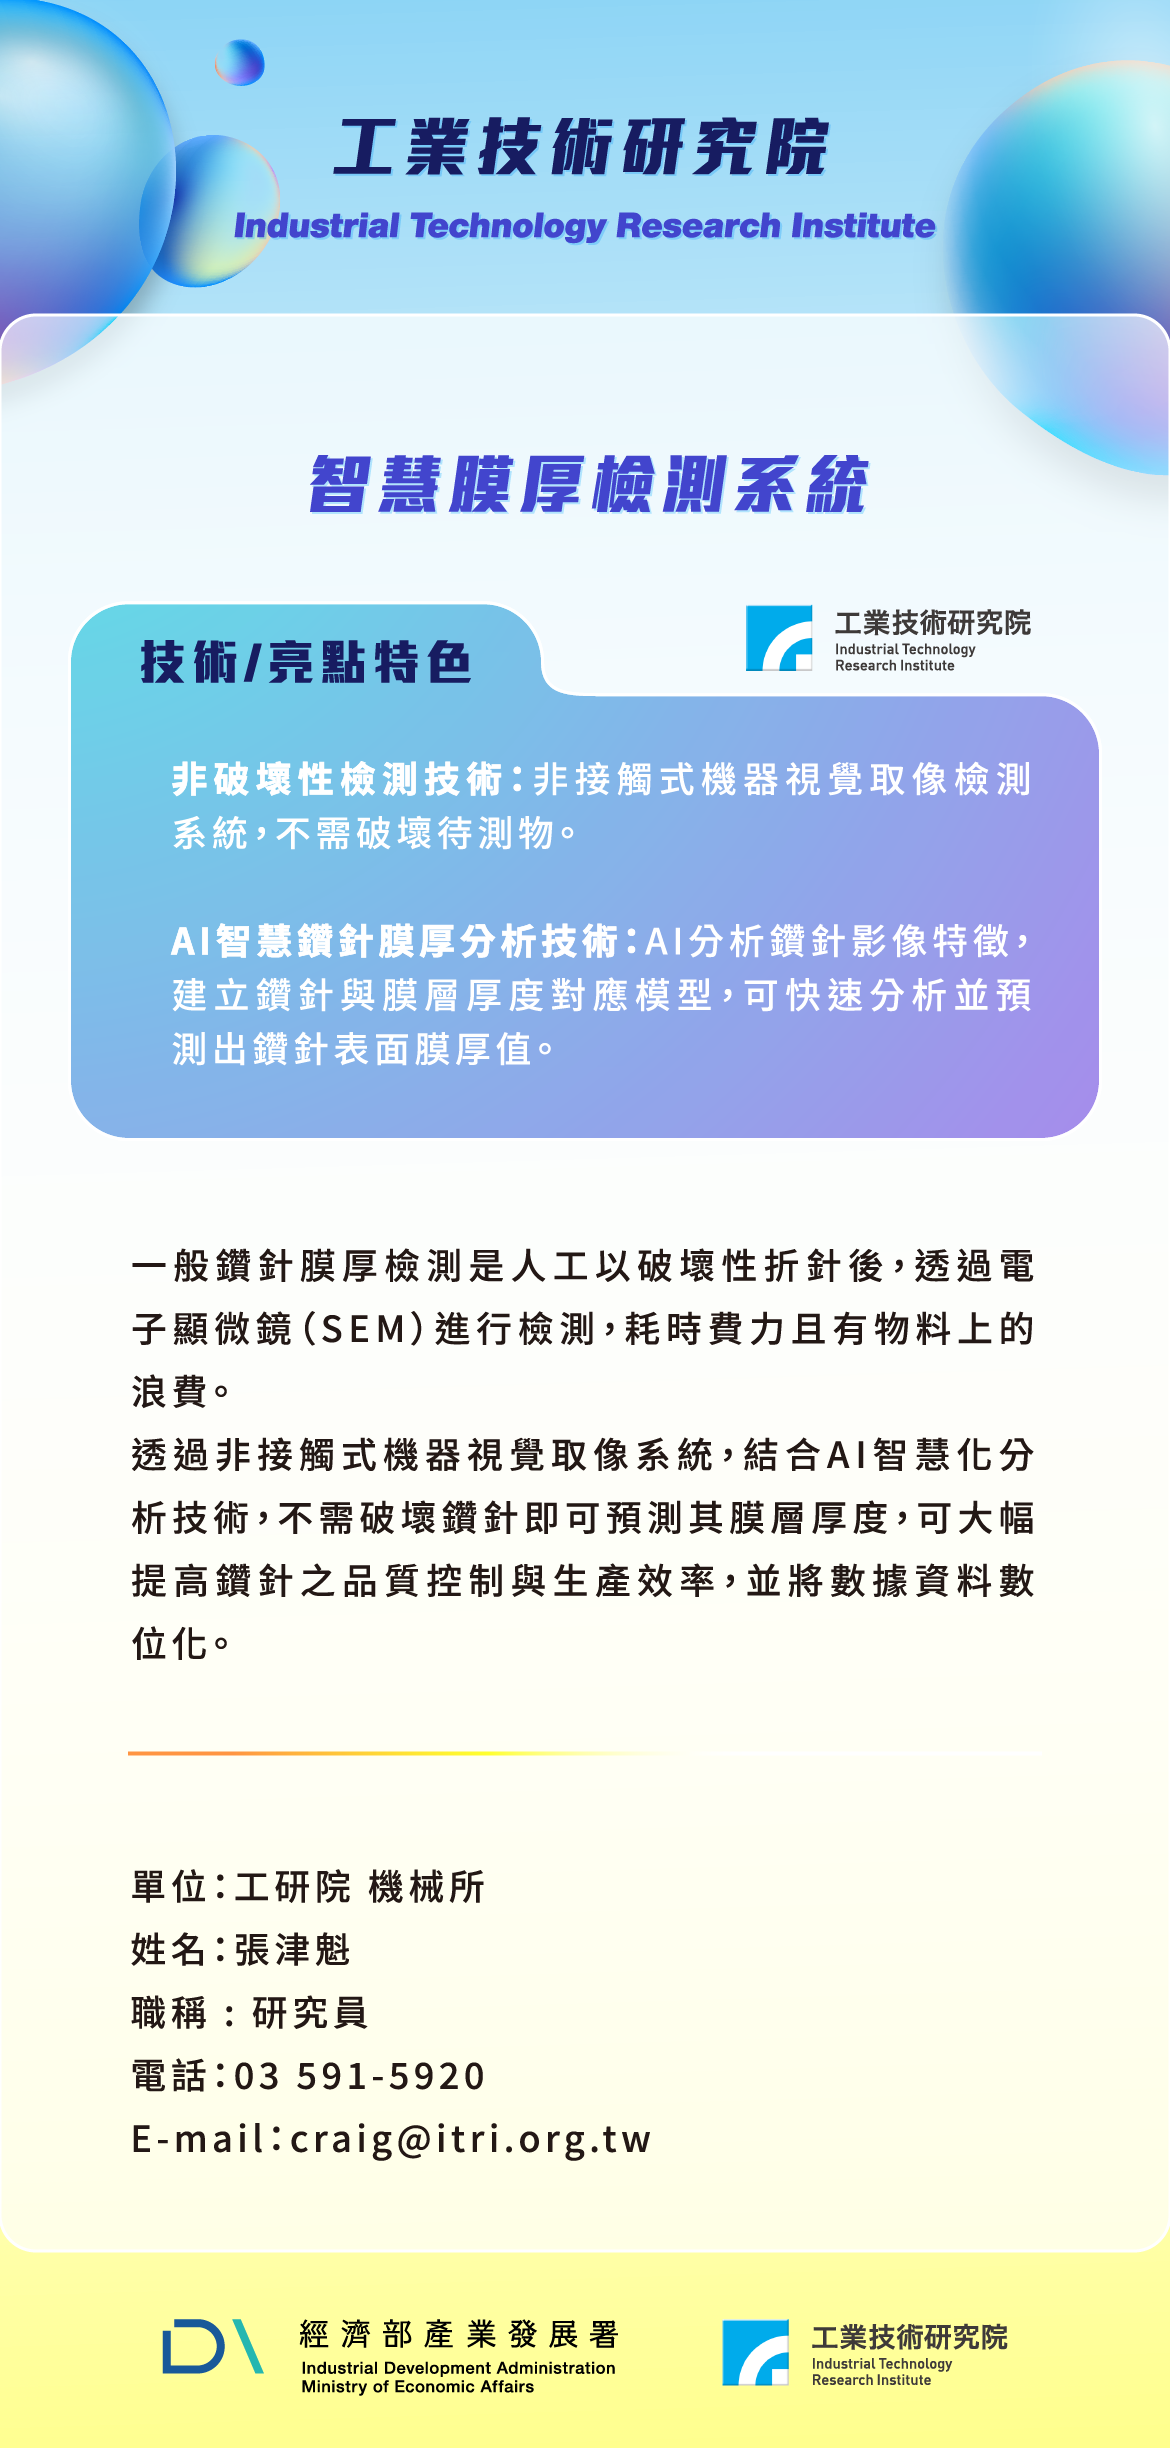 工業技術研究院
Industrial Technology Research Institute
智慧膜厚檢測系統
技術/亮點特色
工業技術研究院
Industrial Technology
Research Institute
非破壞性檢測技術：非接觸式機器視覺取像檢測
系統，不需破壞待測物。
AI智慧鑽針膜厚分析技術：AI分析鑽針影像特徵，
建立鑽針與膜層厚度對應模型，可快速分析並預
測出鑽針表面膜厚值。
一般鑽針膜厚檢測是人工以破壞性折針後，透過電
子顯微鏡（SEM）進行檢測，耗時費力且有物料上的
浪費。
透過非接觸式機器視覺取像系統，結合AI智慧化分
析技術，不需破壞鑽針即可預測其膜層厚度，可大幅
提高鑽針之品質控制與生產效率，並將數據資料數
位化。
單位：工研院 機械所
姓名：張津魁
職稱 : 研究員
電話：03 591-5920
E-mail：craig@itri.org.tw
經濟部產業發展署
Industrial Development Administration
Ministry of Economic Affairs
工業技術研究院
Industrial Technology
Research Institute